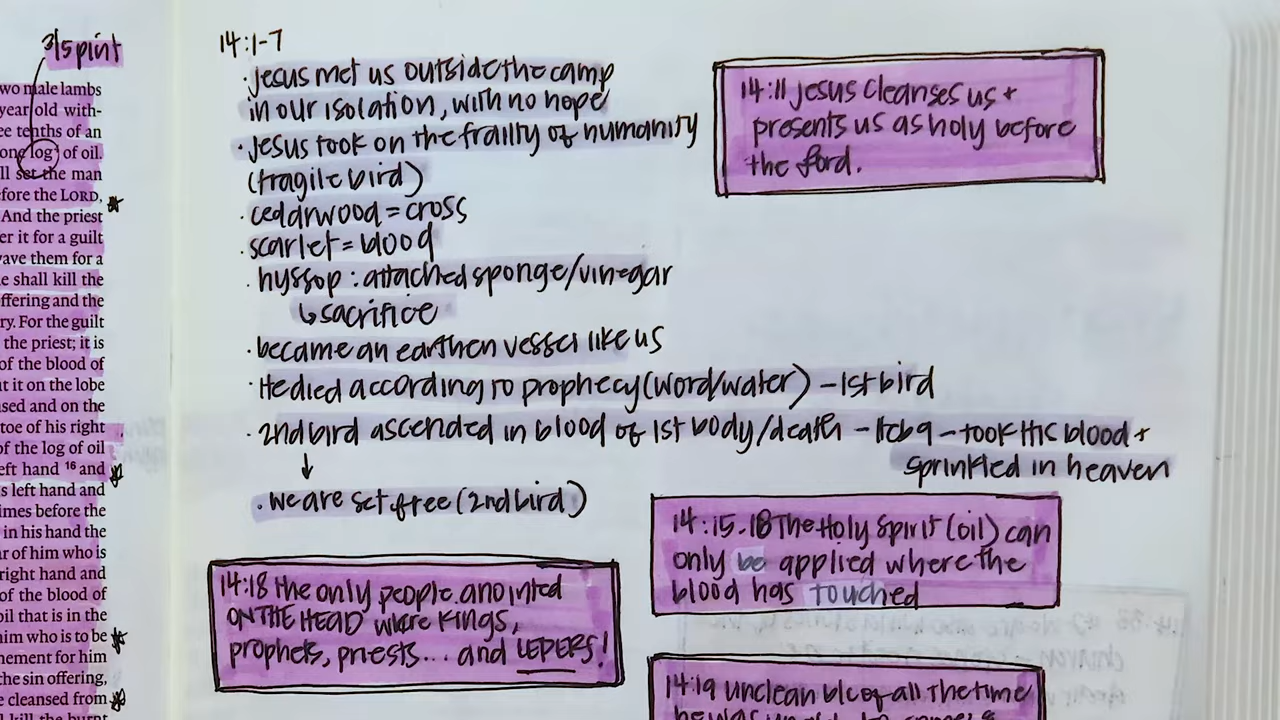 3/5 pint
wo male lambs
year old with-
ee tenths of an
one log) of oil.
ll set the man
fore the LORD,
And the priest
er it for a guilt
ave them for a
e shall kill the
ffering and the
ry. For the guilt
the priest; it is
of the blood of
t it on the lobe
sed and on the
toe of his right
f the log of oil
eft hand 16 and
s left hand and
imes before the
in his hand the
r of him who is
right hand and
of the blood of
oil that is in the
im who is to be
nement for him
the sin offering,
e cleansed from
kill the burnt
14:1-7
· Jesus met us outside the camp
in our isolation, with no hope
· Jesus took on the frailty of humanity
(fragile bird)
· cedarwood = cross
· scarlet = blood
· hyssop : attached sponge/vinegar
↳ sacrifice
· became an earthen vessel like us
· He died according to prophecy (word/water) – 1st bird
· 2nd bird ascended in blood of 1st body/death – Heb 9 – took His blood +
sprinkled in heaven
↓
· we are set free (2nd bird)
14:11 Jesus cleanses us +
presents us as holy before
the Lord.
14:15-18 The Holy Spirit (oil) can
only be applied where the
blood has touched
14:18 the only people anointed
ON THE HEAD where kings,
prophets, priests... and LEPERS!
14:19 unclean b/c of all the time
he was